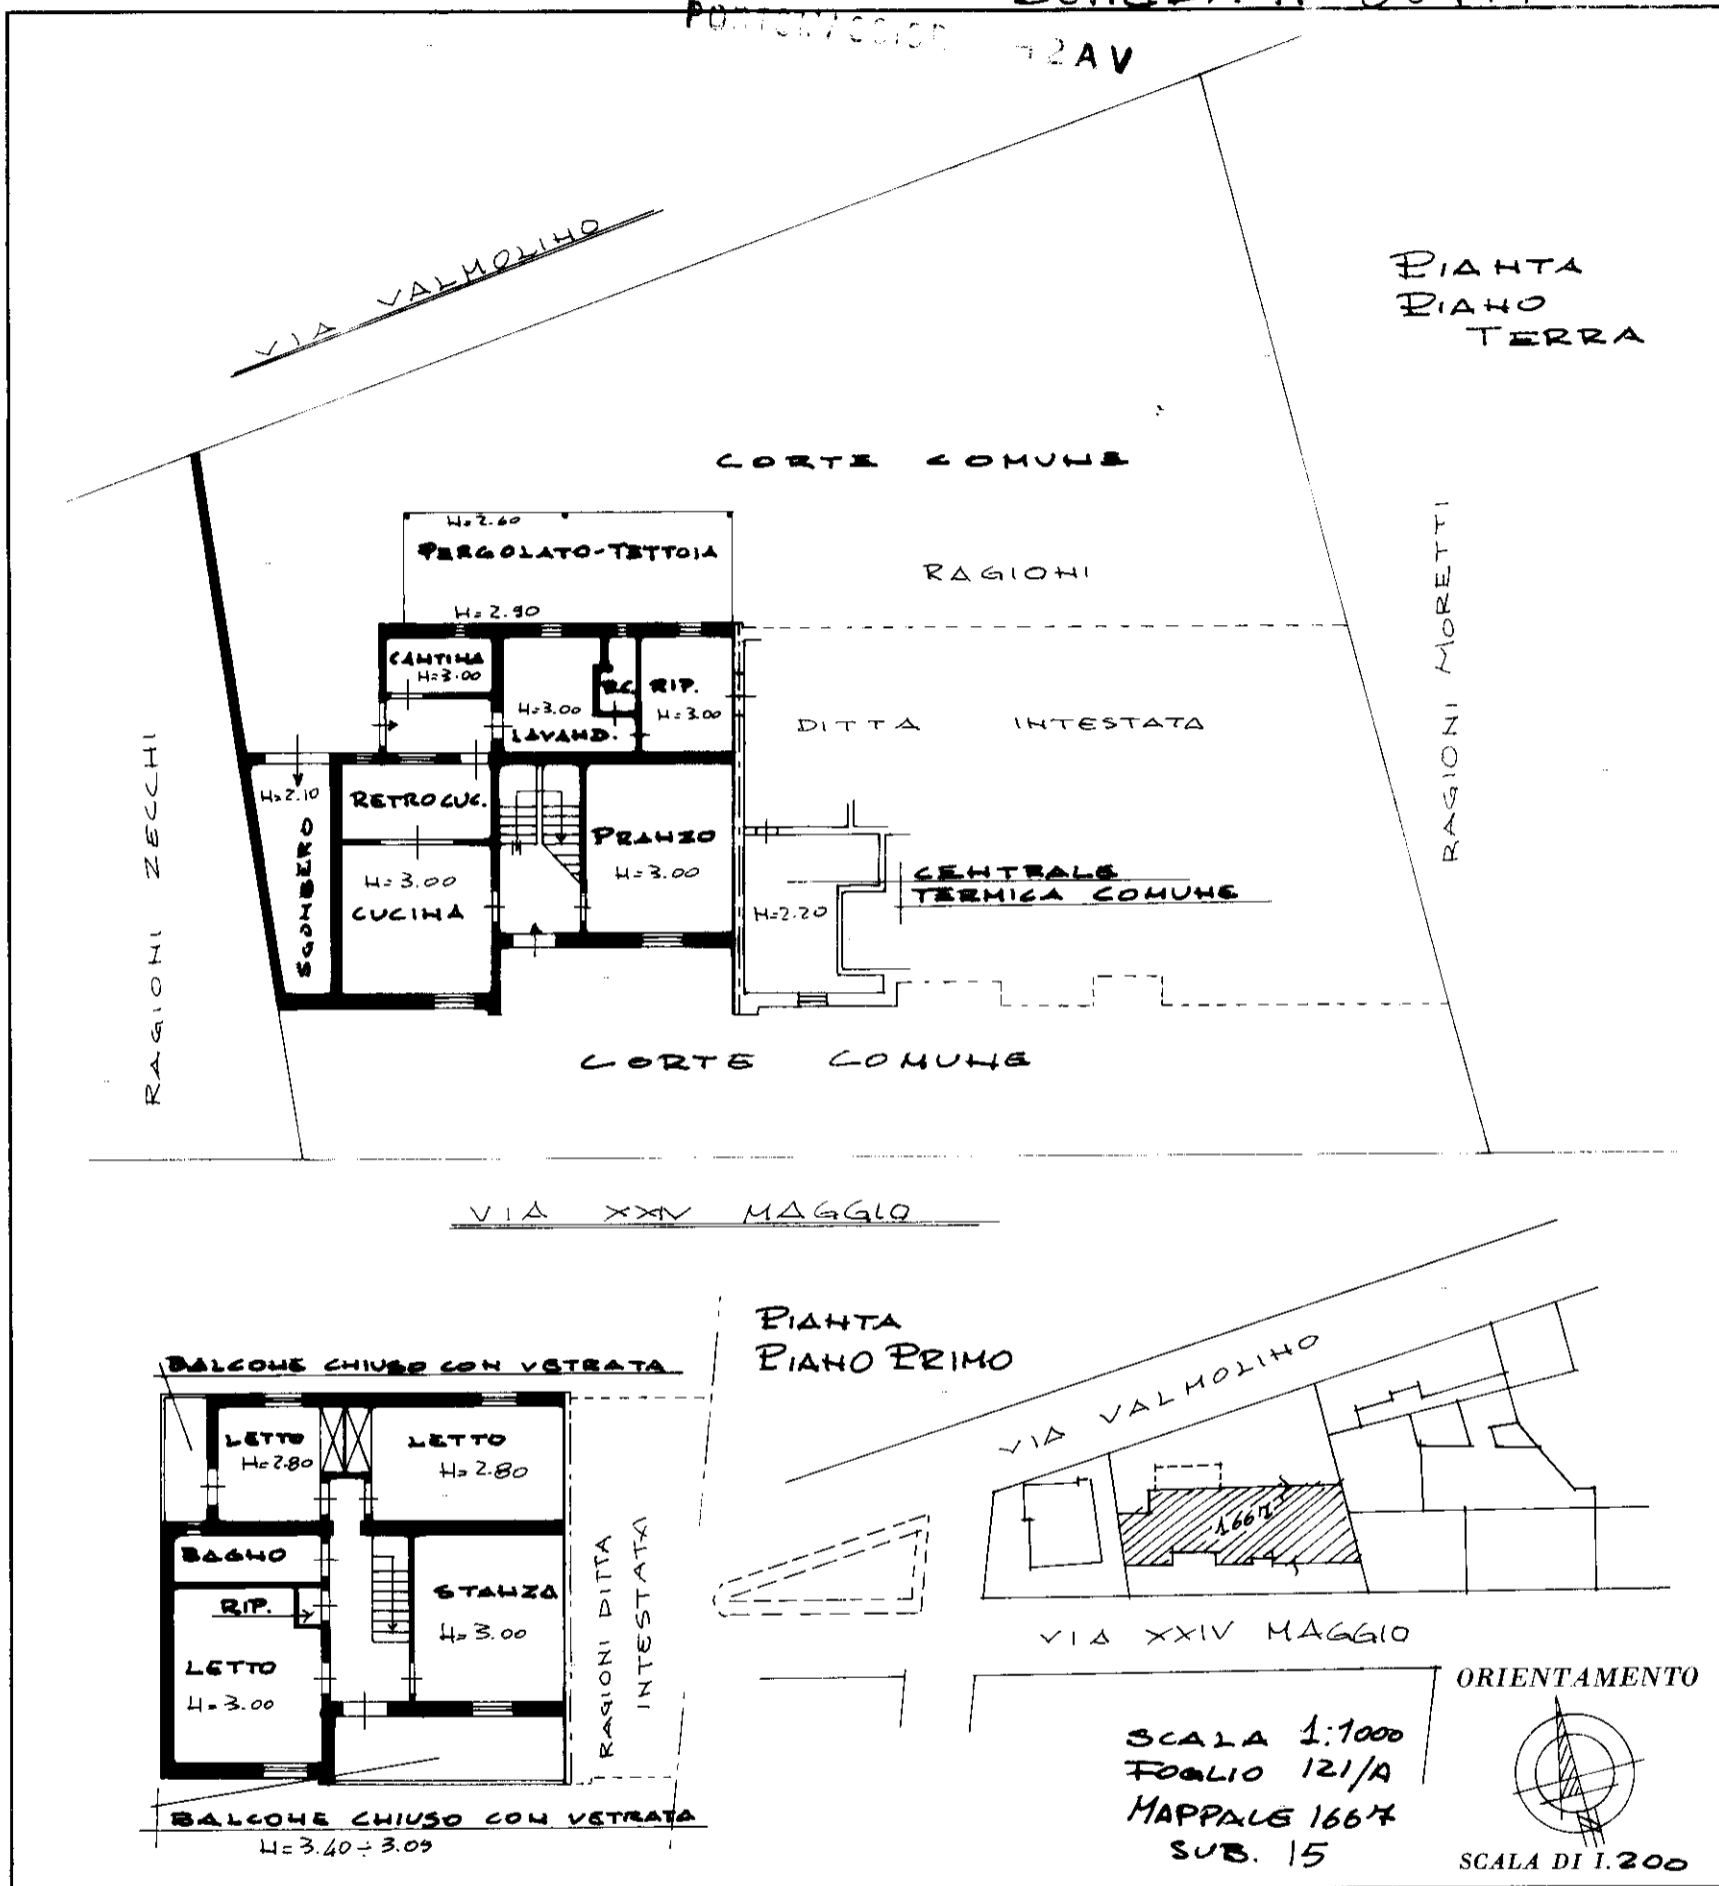 AV
VIA VALMOLINO
PIANTA
PIANO
TERRA
CORTE COMUNE
H=2.60
PERGOLATO-TETTOIA
H=2.90
RAGIONI
RAGIONI MORETTI
CANTINA
H=3.00
R.C.
RIP.
H=3.00
H=3.00
LAVAND.
DITTA INTESTATA
RAGIONI ZECCHI
H=2.10
SGOMBERO
RETROCUC.
PRANZO
H=3.00
H=3.00
CUCINA
CENTRALE
TERMICA COMUNE
H=2.20
CORTE COMUNE
VIA XXIV MAGGIO
PIANTA
PIANO PRIMO
BALCONE CHIUSO CON VETRATA
LETTO
H=2.80
LETTO
H=2.80
BAGNO
RIP.
STANZA
H=3.00
LETTO
H=3.00
RAGIONI DITTA
INTESTATA
BALCONE CHIUSO CON VETRATA
H=3.40÷3.05
VIA VALMOLINO
1667
VIA XXIV MAGGIO
ORIENTAMENTO
SCALA 1:1000
FOGLIO 121/A
MAPPALE 1667
SUB. 15
SCALA DI 1.200